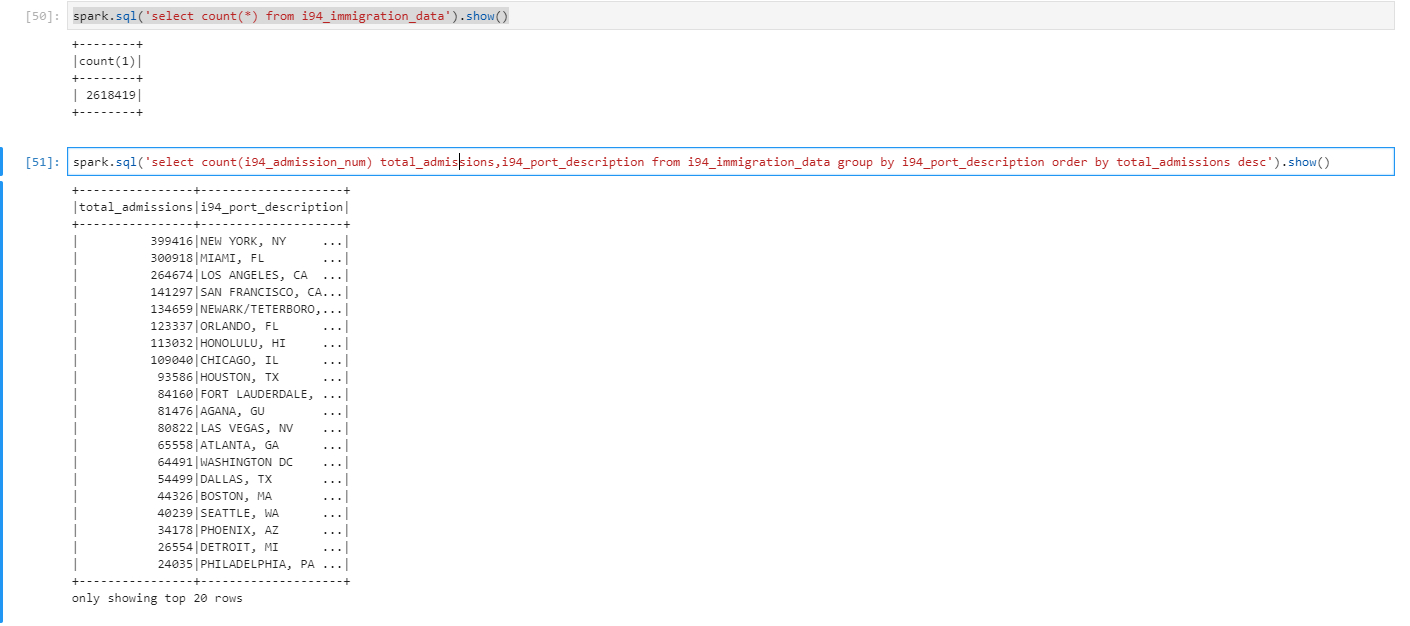 [50]: spark.sql('select count(*) from i94_immigration_data').show()
+--------+
|count(1)|
+--------+
| 2618419|
+--------+
[51]: spark.sql('select count(i94_admission_num) total_admissions,i94_port_description from i94_immigration_data group by i94_port_description order by total_admissions desc').show()
+----------------+--------------------+
|total_admissions|i94_port_description|
+----------------+--------------------+
|          399416|NEW YORK, NY     ...|
|          300918|MIAMI, FL        ...|
|          264674|LOS ANGELES, CA  ...|
|          141297|SAN FRANCISCO, CA...|
|          134659|NEWARK/TETERBORO,...|
|          123337|ORLANDO, FL      ...|
|          113032|HONOLULU, HI     ...|
|          109040|CHICAGO, IL      ...|
|           93586|HOUSTON, TX      ...|
|           84160|FORT LAUDERDALE, ...|
|           81476|AGANA, GU        ...|
|           80822|LAS VEGAS, NV    ...|
|           65558|ATLANTA, GA      ...|
|           64491|WASHINGTON DC    ...|
|           54499|DALLAS, TX       ...|
|           44326|BOSTON, MA       ...|
|           40239|SEATTLE, WA      ...|
|           34178|PHOENIX, AZ      ...|
|           26554|DETROIT, MI      ...|
|           24035|PHILADELPHIA, PA ...|
+----------------+--------------------+
only showing top 20 rows